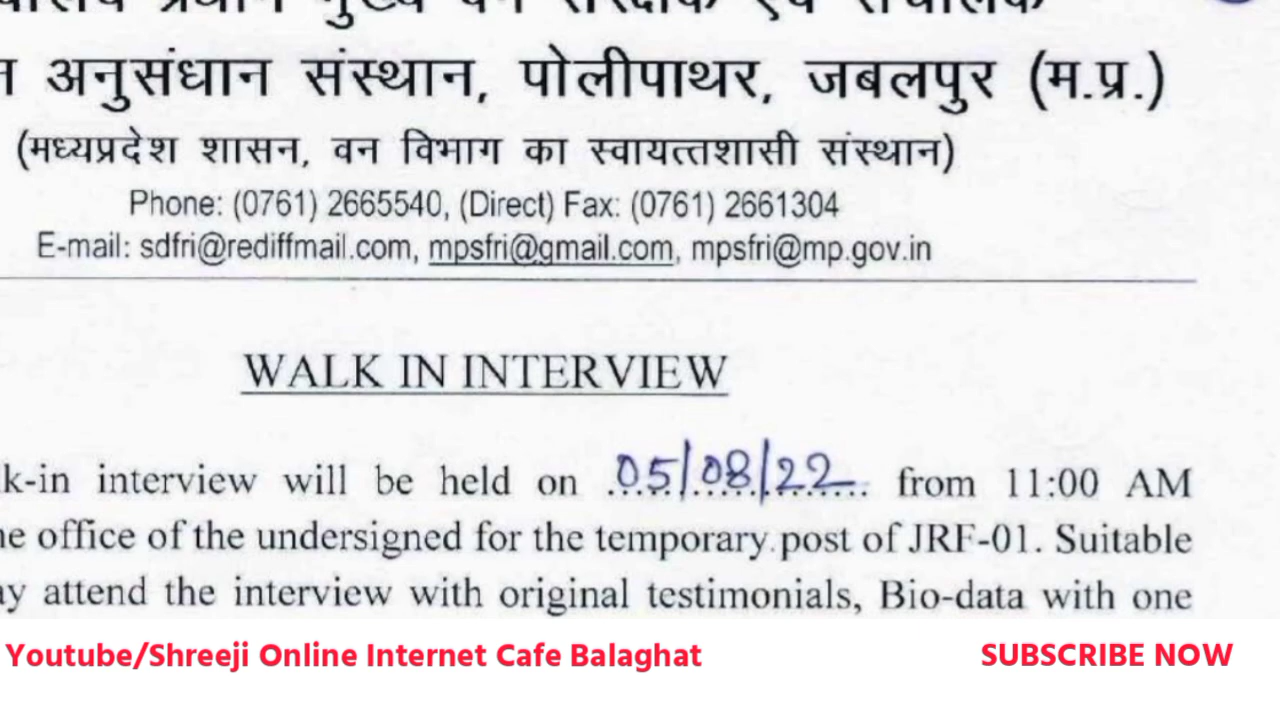 अनुसंधान संस्थान, पोलीपाथर, जबलपुर (म.प्र.)
(मध्यप्रदेश शासन, वन विभाग का स्वायत्तशासी संस्थान)
Phone: (0761) 2665540, (Direct) Fax: (0761) 2661304
E-mail: sdfri@rediffmail.com, mpsfri@gmail.com, mpsfri@mp.gov.in
WALK IN INTERVIEW
k-in interview will be held on 05/08/22 from 11:00 AM
office of the undersigned for the temporary post of JRF-01. Suitable
attend the interview with original testimonials, Bio-data with one
Youtube/Shreeji Online Internet Cafe Balaghat SUBSCRIBE NOW